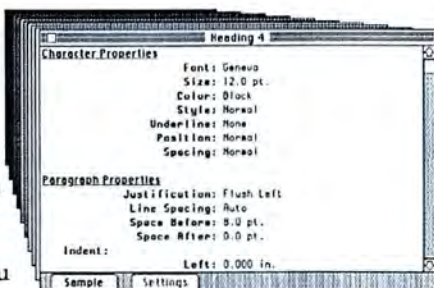 Heading 4
Character Properties
Font: Geneva
Size: 12.0 pt.
Color: Black
Style: Normal
Underline: None
Position: Normal
Spacing: Normal
Paragraph Properties
Justification: Flush Left
Line Spacing: Auto
Space Before: 8.0 pt.
Space After: 0.0 pt.
Indent:
Left: 0.000 in.
Sample Settings